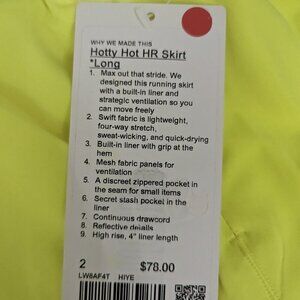 WHY WE MADE THIS
Hotty Hot HR Skirt
*Long
1. Max out that stride. We
designed this running skirt
with a built-in liner and
strategic ventilation so you
can move freely
2. Swift fabric is lightweight,
four-way stretch,
sweat-wicking, and quick-drying
3. Built-in liner with grip at the
hem
4. Mesh fabric panels for
ventilation
5. A discreet zippered pocket in
the seam for small items
6. Secret stash pocket in the
liner
7. Continuous drawcord
8. Reflective details
9. High rise, 4" liner length
2 $78.00
LW8AF4T HIYE